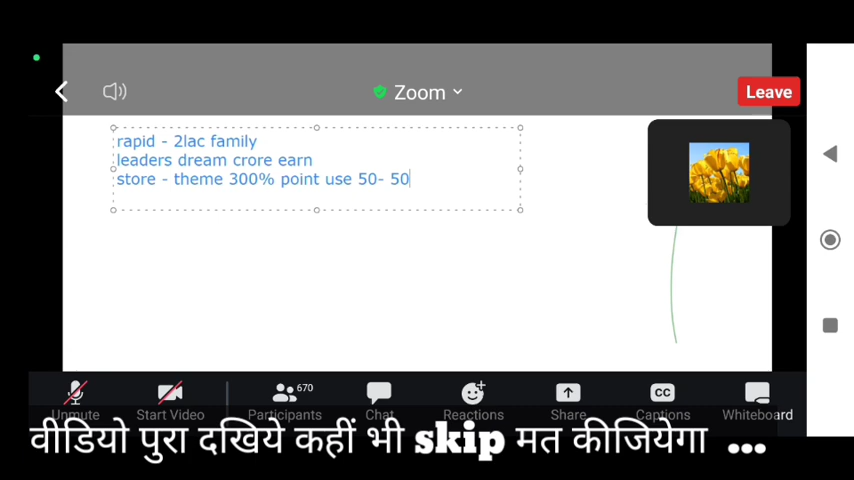 Zoom
Leave
rapid - 2lac family
leaders dream crore earn
store - theme 300% point use 50- 50
670
Unmute
Start Video
Participants
Chat
Reactions
Share
CC
Captions
Whiteboard
वीडियो पुरा दखिये कहीं भी skip मत कीजियेगा ...